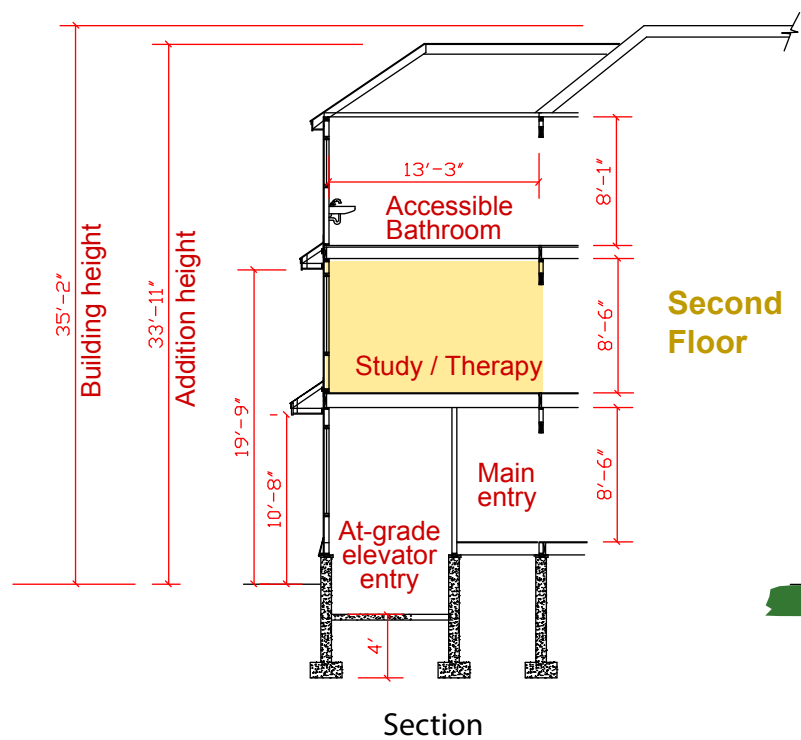 35'-2"
Building height
33'-11"
Addition height
13'-3"
8'-1"
Accessible
Bathroom
19'-9"
Study / Therapy
8'-6"
Second
Floor
10'-8"
Main
entry
8'-6"
At-grade
elevator
entry
4'
Section